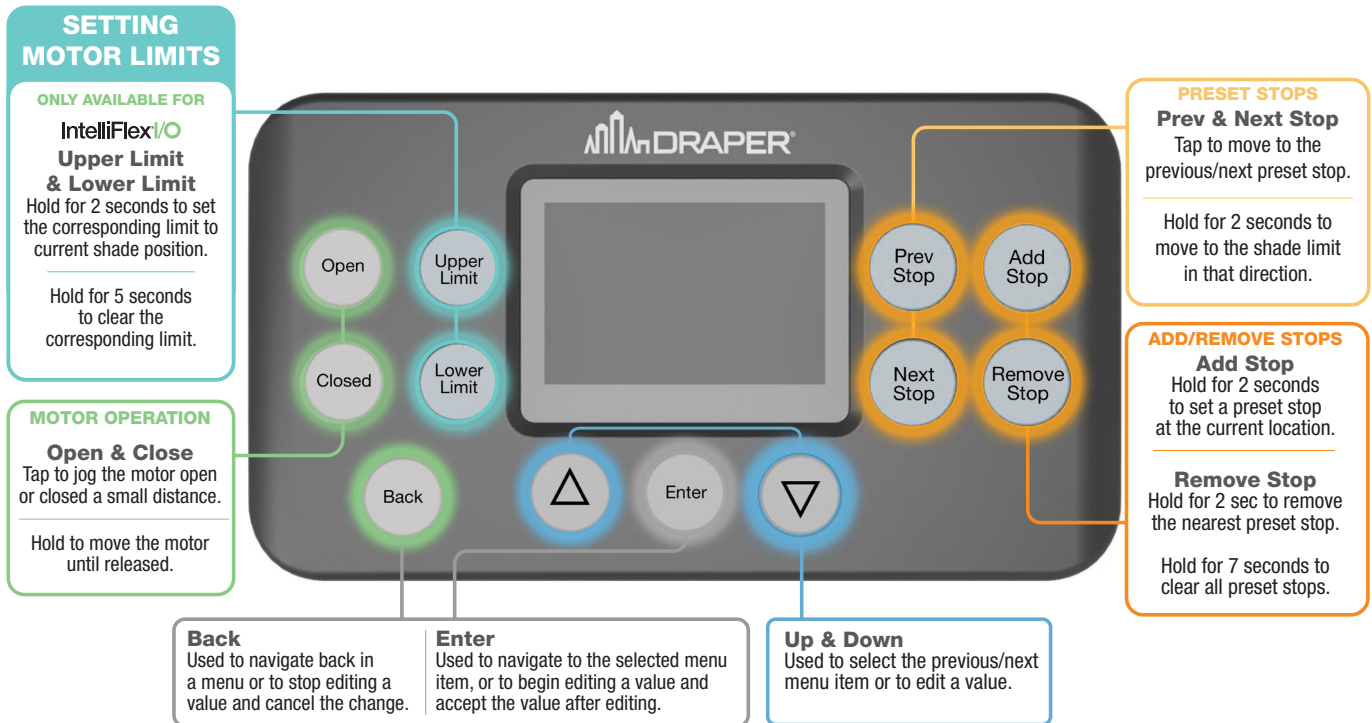 SETTING
MOTOR LIMITS
ONLY AVAILABLE FOR
IntelliFlex I/O
Upper Limit
& Lower Limit
Hold for 2 seconds to set
the corresponding limit to
current shade position.
Hold for 5 seconds
to clear the
corresponding limit.
MOTOR OPERATION
Open & Close
Tap to jog the motor open
or closed a small distance.
Hold to move the motor
until released.
DRAPER®
Open
Upper
Limit
Closed
Lower
Limit
Back
Enter
Prev
Stop
Add
Stop
Next
Stop
Remove
Stop
PRESET STOPS
Prev & Next Stop
Tap to move to the
previous/next preset stop.
Hold for 2 seconds to
move to the shade limit
in that direction.
ADD/REMOVE STOPS
Add Stop
Hold for 2 seconds
to set a preset stop
at the current location.
Remove Stop
Hold for 2 sec to remove
the nearest preset stop.
Hold for 7 seconds to
clear all preset stops.
Back
Used to navigate back in
a menu or to stop editing a
value and cancel the change.
Enter
Used to navigate to the selected menu
item, or to begin editing a value and
accept the value after editing.
Up & Down
Used to select the previous/next
menu item or to edit a value.